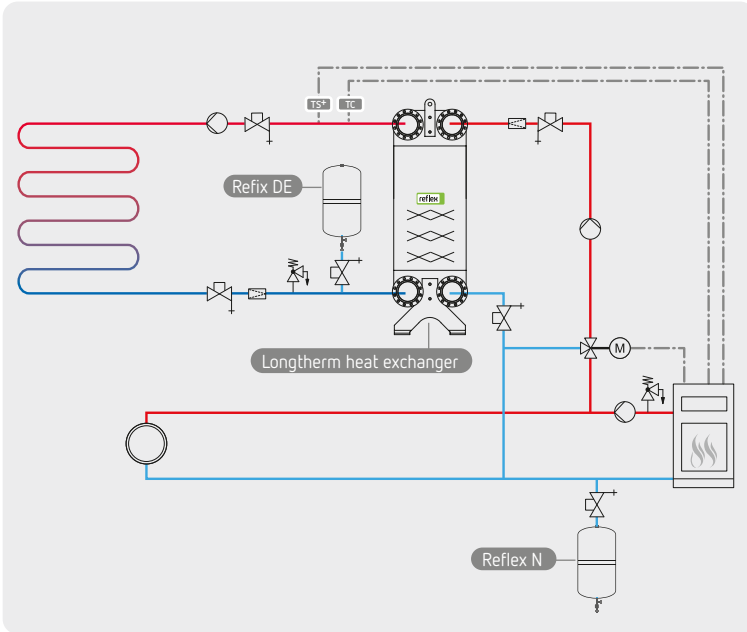 TS+ TC
Refix DE
reflex
Longtherm heat exchanger
M
Reflex N